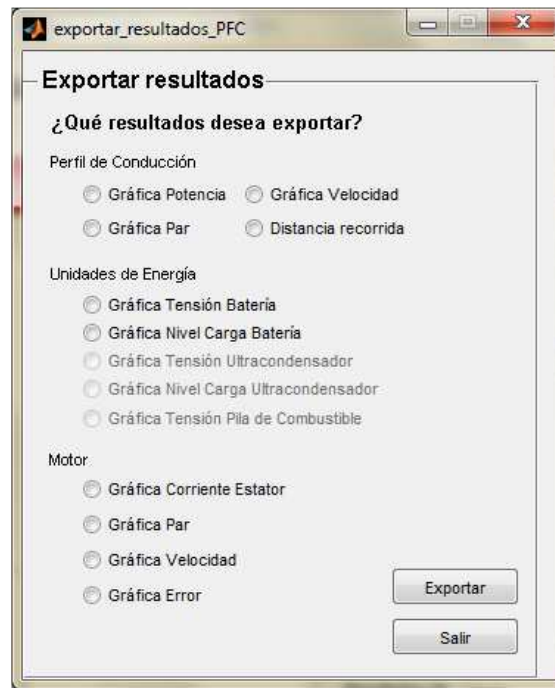 exportar_resultados_PFC
Exportar resultados
¿Qué resultados desea exportar?
Perfil de Conducción
Gráfica Potencia Gráfica Velocidad
Gráfica Par Distancia recorrida
Unidades de Energía
Gráfica Tensión Batería
Gráfica Nivel Carga Batería
Gráfica Tensión Ultracondensador
Gráfica Nivel Carga Ultracondensador
Gráfica Tensión Pila de Combustible
Motor
Gráfica Corriente Estator
Gráfica Par
Gráfica Velocidad
Gráfica Error
Exportar
Salir